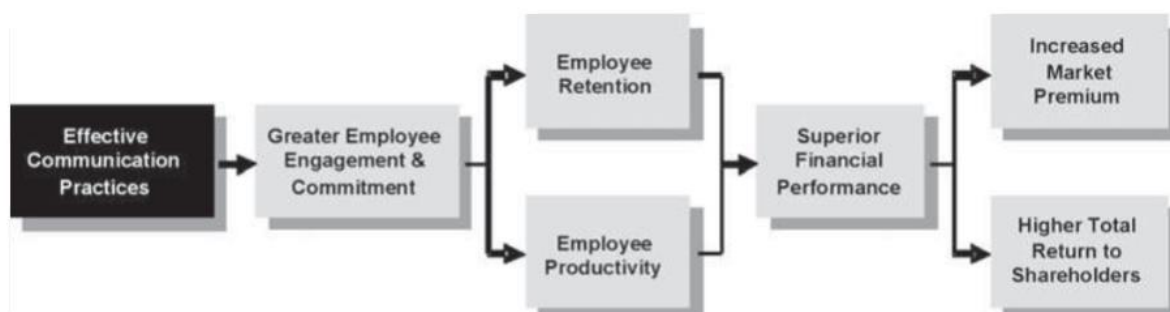 Effective
Communication
Practices
Greater Employee
Engagement &
Commitment
Employee
Retention
Employee
Productivity
Superior
Financial
Performance
Increased
Market
Premium
Higher Total
Return to
Shareholders